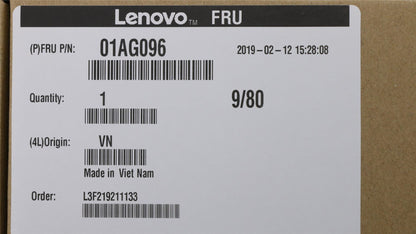 Lenovo™ FRU
(P)FRU P/N: 01AG096 2019-02-12 15:28:08
Quantity: 1 9/80
(4L)Origin: VN
Made in Viet Nam
Order: L3F219211133